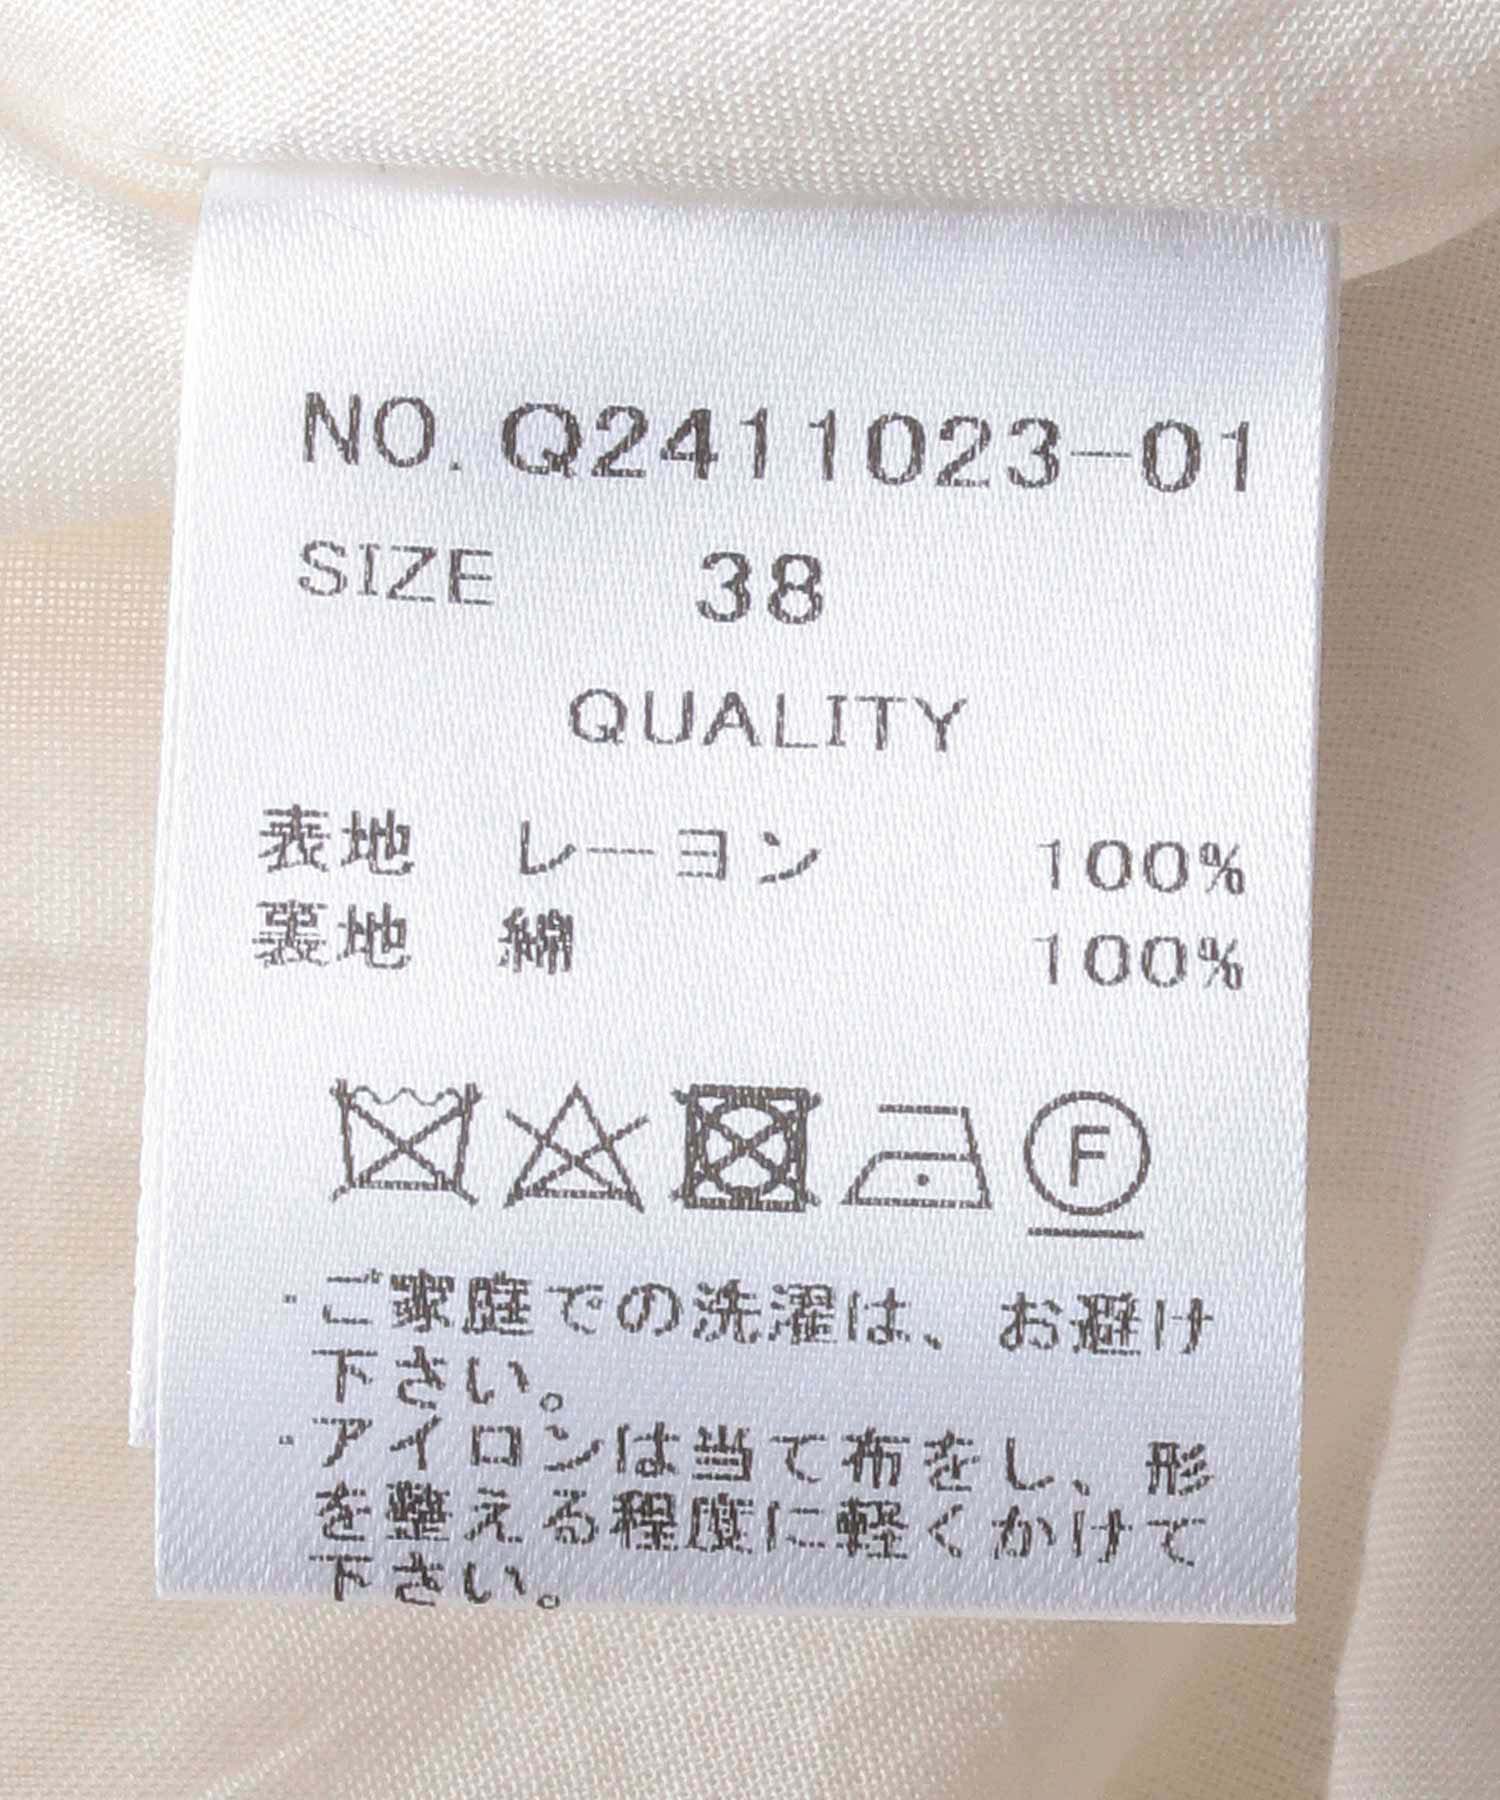 NO. Q2411023-01
SIZE 38
QUALITY
表地 レーヨン 100%
裏地 綿 100%
F
・ご家庭での洗濯は、お避け
下さい。
・アイロンは当て布をし、形
を整える程度に軽くかけて
下さい。